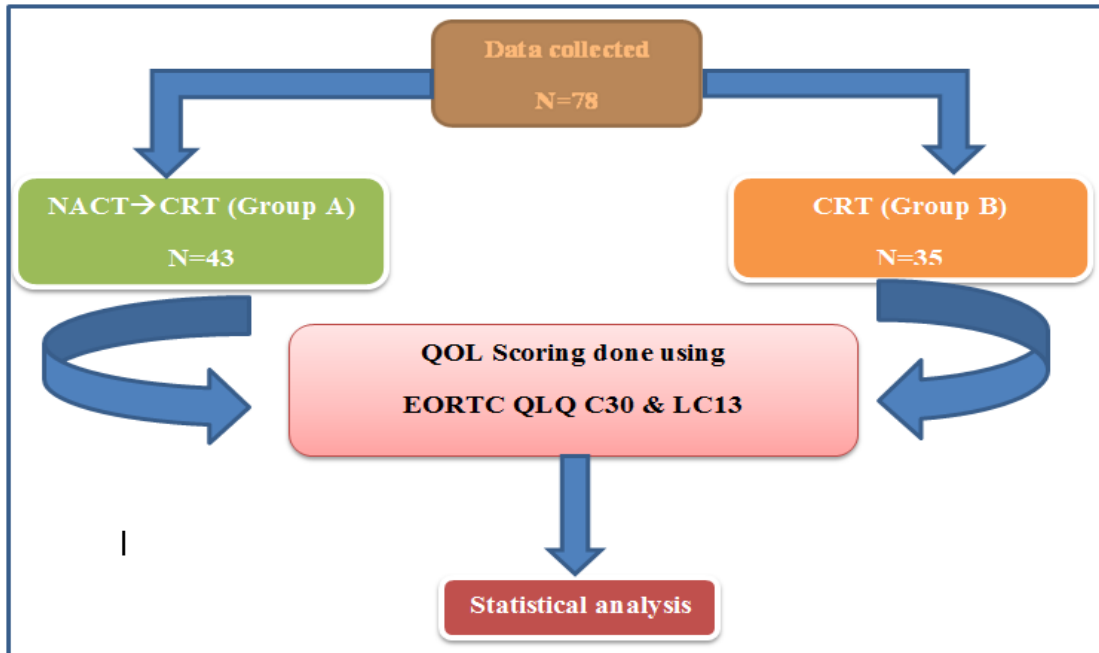 Data collected
N=78
NACT→CRT (Group A)
N=43
CRT (Group B)
N=35
QOL Scoring done using
EORTC QLQ C30 & LC13
Statistical analysis